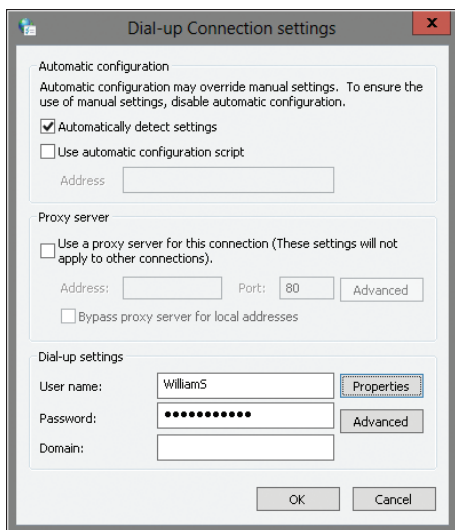 Dial-up Connection settings
x
Automatic configuration
Automatic configuration may override manual settings. To ensure the
use of manual settings, disable automatic configuration.
Automatically detect settings
Use automatic configuration script
Address
Proxy server
Use a proxy server for this connection (These settings will not
apply to other connections).
Address: Port: 80 Advanced
Bypass proxy server for local addresses
Dial-up settings
User name: WilliamS Properties
Password: ●●●●●●●●●●● Advanced
Domain:
OK Cancel